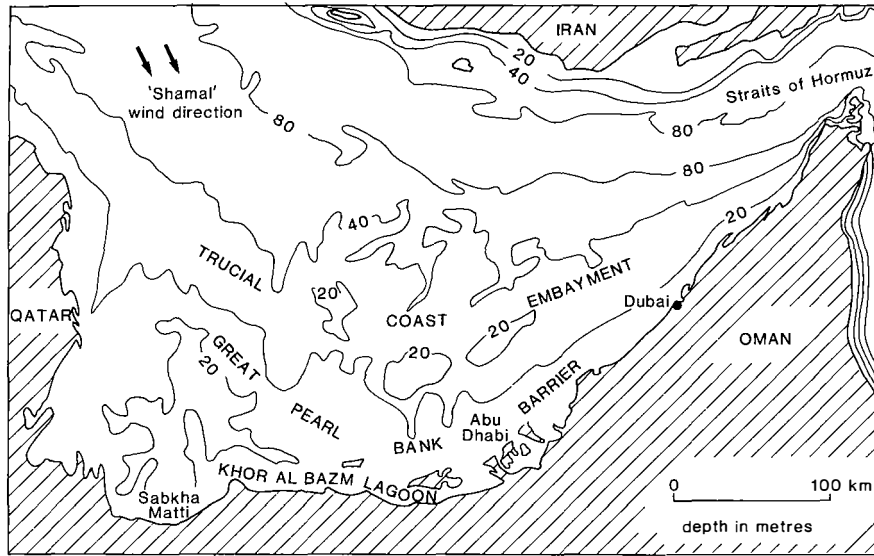 IRAN
20
40
'Shamal'
wind direction
Straits of Hormuz
80
80
80
20
40
TRUCIAL
EMBAYMENT
20
COAST
Dubai
QATAR
20
GREAT
20
20
OMAN
BARRIER
PEARL
Abu
Dhabi
BANK
KHOR AL BAZM LAGOON
Sabkha
Matti
0 100 km
depth in metres